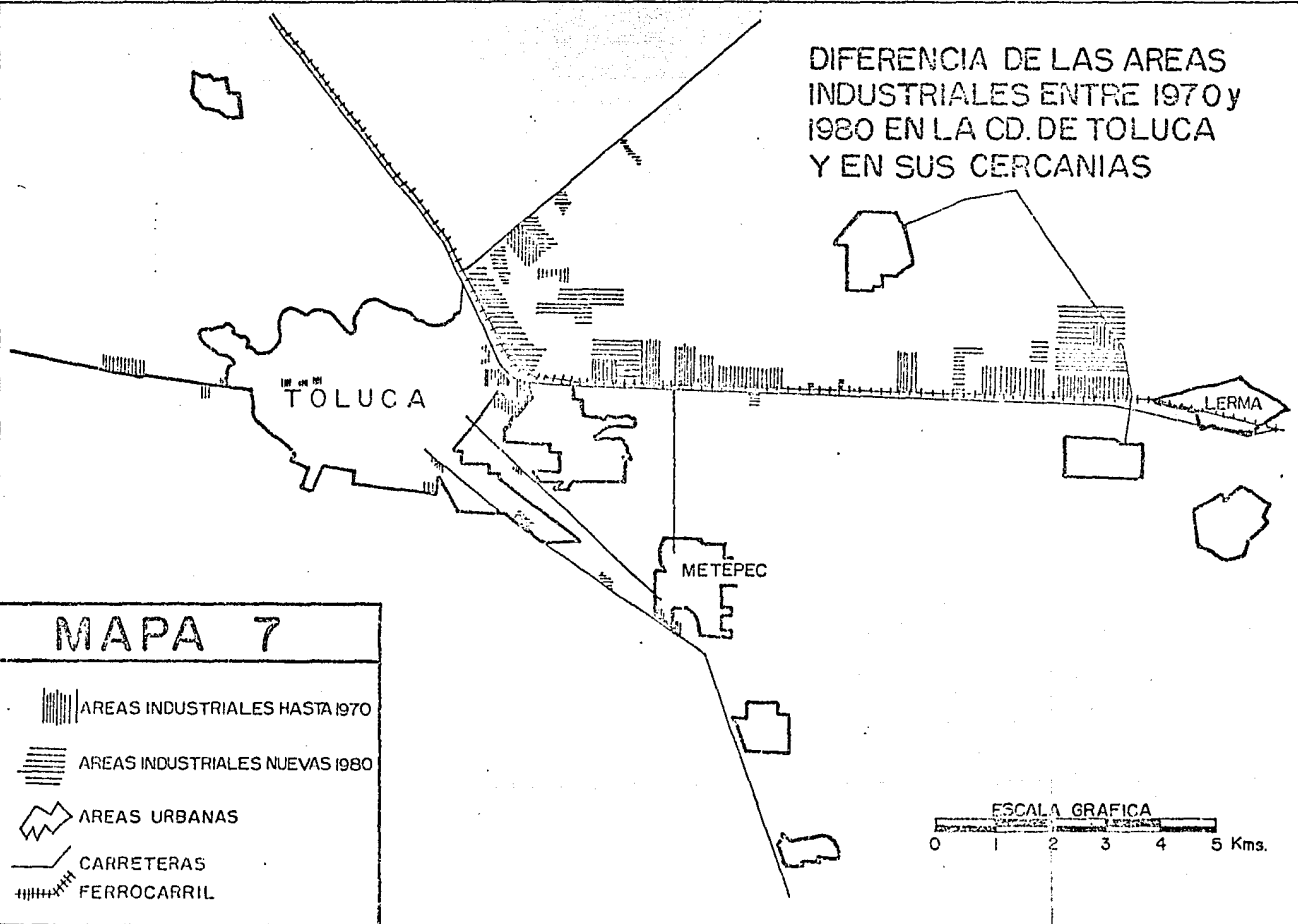 DIFERENCIA DE LAS AREAS
INDUSTRIALES ENTRE 1970 y
1980 EN LA CD. DE TOLUCA
Y EN SUS CERCANIAS
TOLUCA
LERMA
METEPEC
MAPA 7
AREAS INDUSTRIALES HASTA 1970
AREAS INDUSTRIALES NUEVAS 1980
AREAS URBANAS
CARRETERAS
FERROCARRIL
ESCALA GRAFICA
0 1 2 3 4 5 Kms.